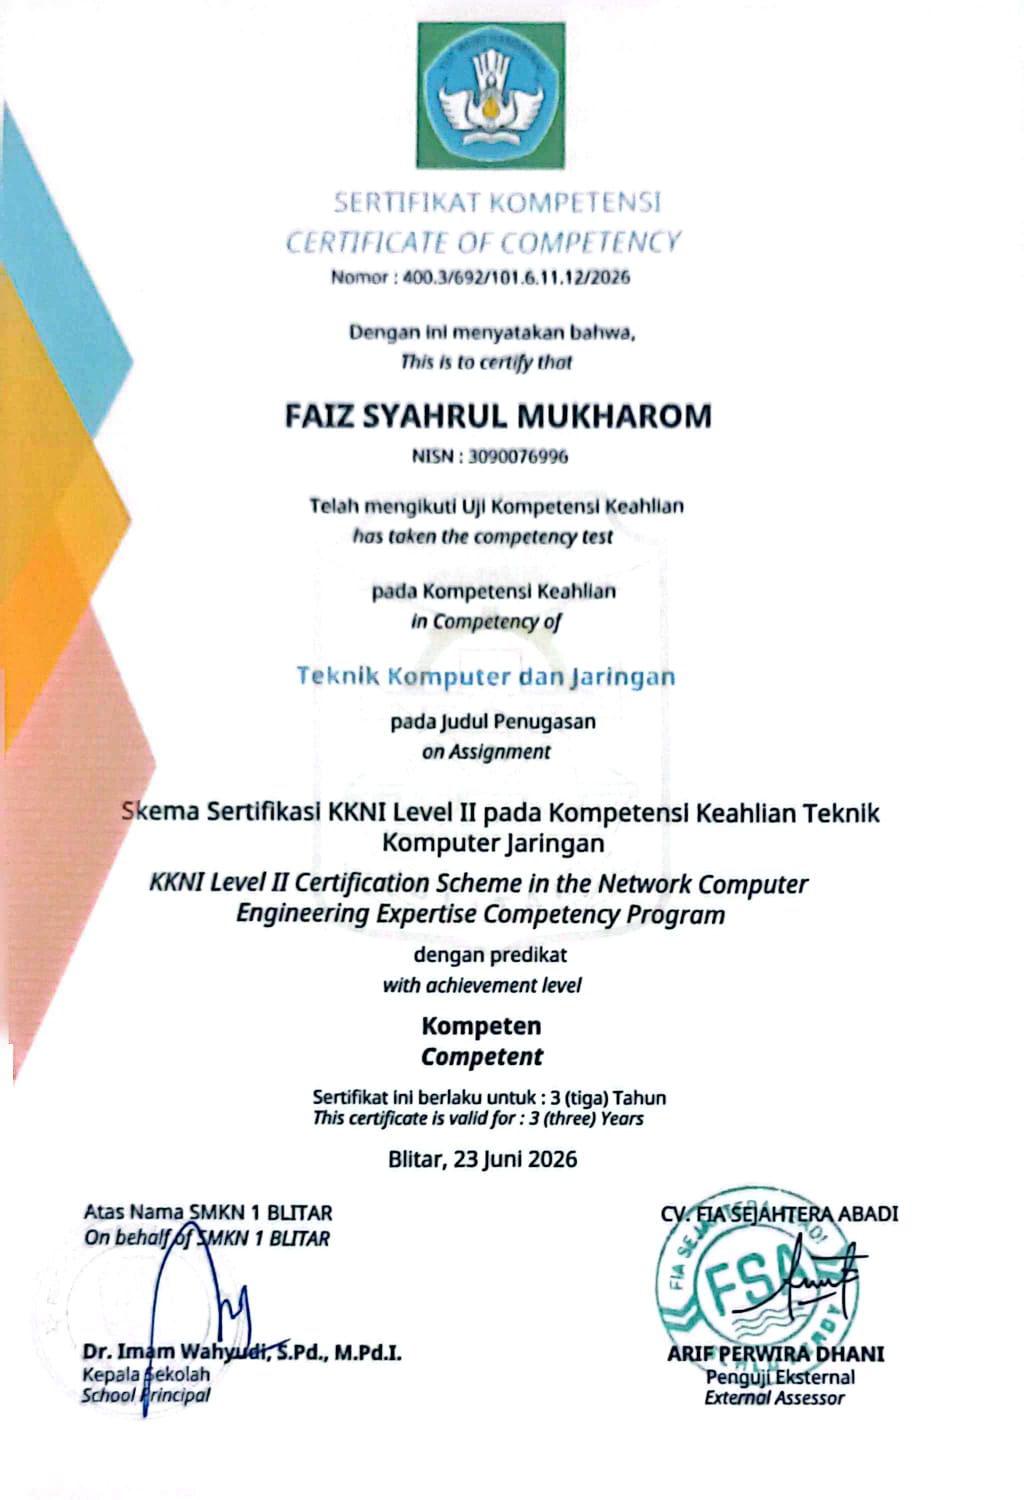 SERTIFIKAT KOMPETENSI
CERTIFICATE OF COMPETENCY
Nomor : 400.3/692/101.6.11.12/2026
Dengan ini menyatakan bahwa,
This is to certify that
FAIZ SYAHRUL MUKHAROM
NISN : 3090076996
Telah mengikuti Uji Kompetensi Keahlian
has taken the competency test
pada Kompetensi Keahlian
in Competency of
Teknik Komputer dan Jaringan
pada Judul Penugasan
on Assignment
Skema Sertifikasi KKNI Level II pada Kompetensi Keahlian Teknik
Komputer Jaringan
KKNI Level II Certification Scheme in the Network Computer
Engineering Expertise Competency Program
dengan predikat
with achievement level
Kompeten
Competent
Sertifikat ini berlaku untuk : 3 (tiga) Tahun
This certificate is valid for : 3 (three) Years
Blitar, 23 Juni 2026
Atas Nama SMKN 1 BLITAR
On behalf of SMKN 1 BLITAR
Dr. Imam Wahyudi, S.Pd., M.Pd.I.
Kepala Sekolah
School Principal
CV. FIA SEJAHTERA ABADI
FSA
ARIF PERWIRA DHANI
Penguji Eksternal
External Assessor